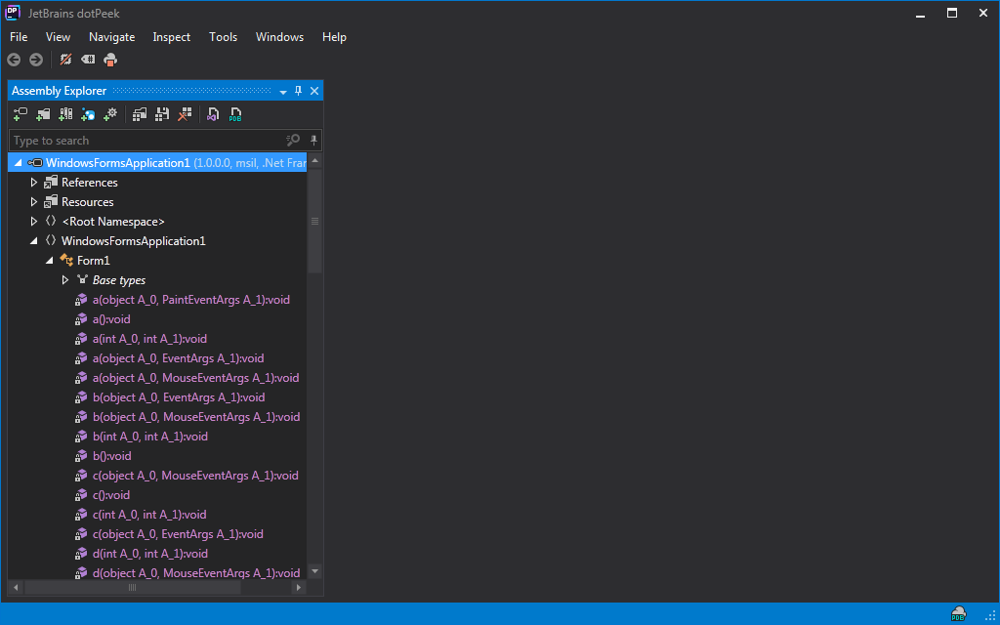 DP JetBrains dotPeek
File View Navigate Inspect Tools Windows Help
Assembly Explorer
PDB
Type to search
WindowsFormsApplication1 (1.0.0.0, msil, .Net Fran
References
Resources
<Root Namespace>
WindowsFormsApplication1
Form1
Base types
a(object A_0, PaintEventArgs A_1):void
a():void
a(int A_0, int A_1):void
a(object A_0, EventArgs A_1):void
a(object A_0, MouseEventArgs A_1):void
b(object A_0, EventArgs A_1):void
b(object A_0, MouseEventArgs A_1):void
b(int A_0, int A_1):void
b():void
c(object A_0, MouseEventArgs A_1):void
c():void
c(int A_0, int A_1):void
c(object A_0, EventArgs A_1):void
d(int A_0, int A_1):void
d(object A_0, MouseEventArgs A_1):void
PDB